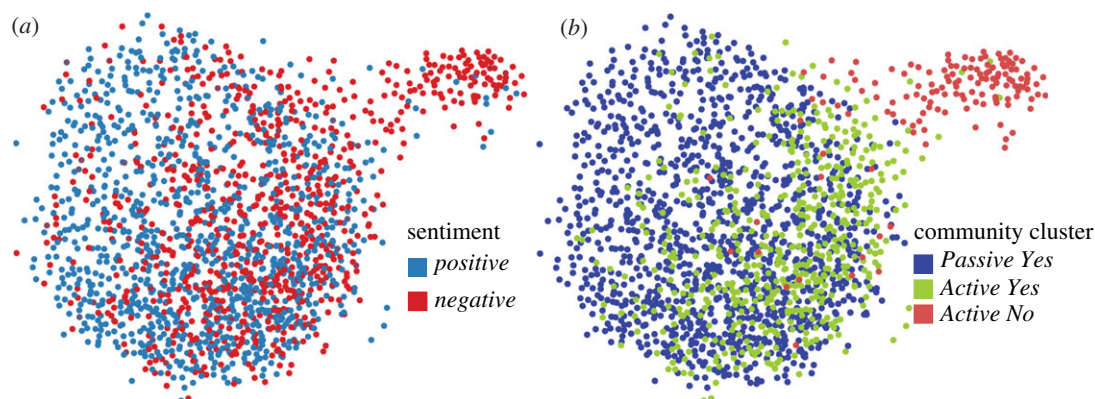 (a)
sentiment
positive
negative
(b)
community cluster
Passive Yes
Active Yes
Active No